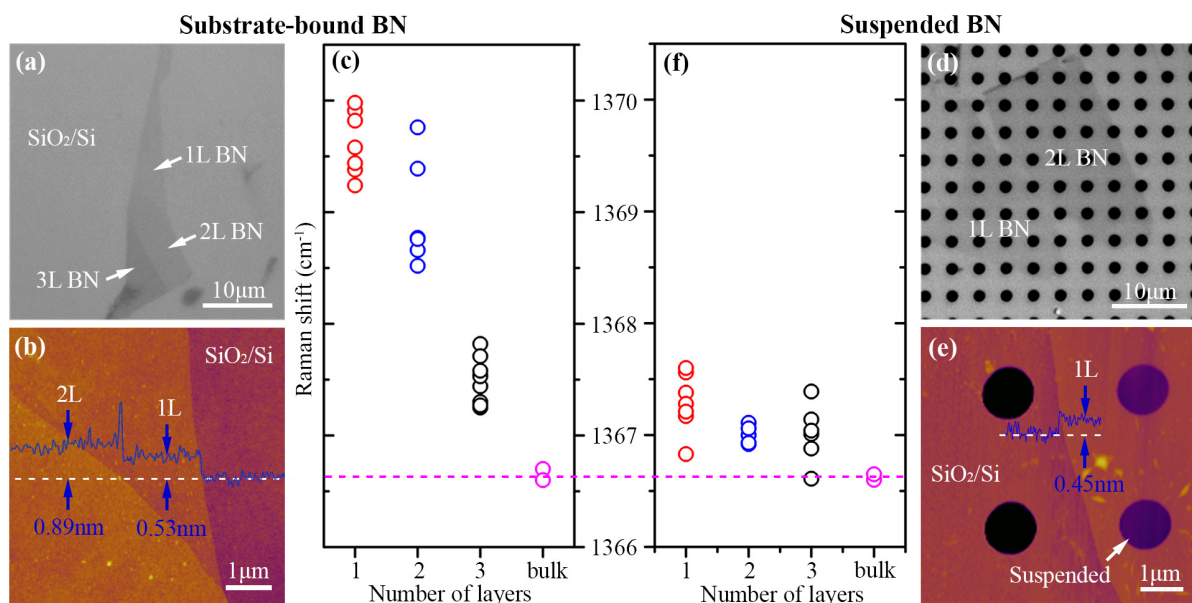 Substrate-bound BN
Suspended BN
(a)
SiO₂/Si
1L BN
2L BN
3L BN
10μm
(b)
SiO₂/Si
2L
1L
0.89nm
0.53nm
1μm
(c)
Raman shift (cm⁻¹)
1 2 3 bulk
Number of layers
1370
1369
1368
1367
1366
(f)
1 2 3 bulk
Number of layers
(d)
2L BN
1L BN
10μm
(e)
1L
SiO₂/Si
0.45nm
Suspended
1μm